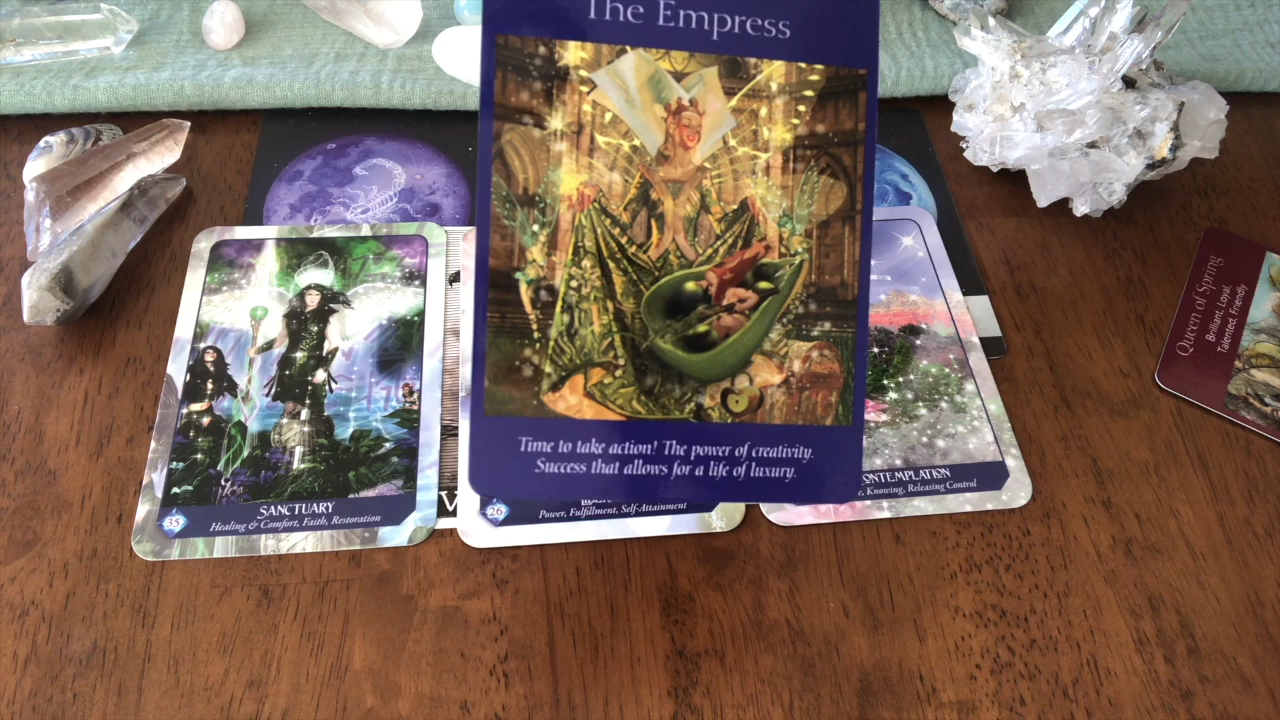 The Empress
Time to take action! The power of creativity.
Success that allows for a life of luxury.
35
SANCTUARY
Healing & Comfort, Faith, Restoration
26
Power, Fulfillment, Self-Attainment
CONTEMPLATION
Knowing, Releasing Control
Queen of Spring
Brilliant, Loyal,
Talented, Friendly